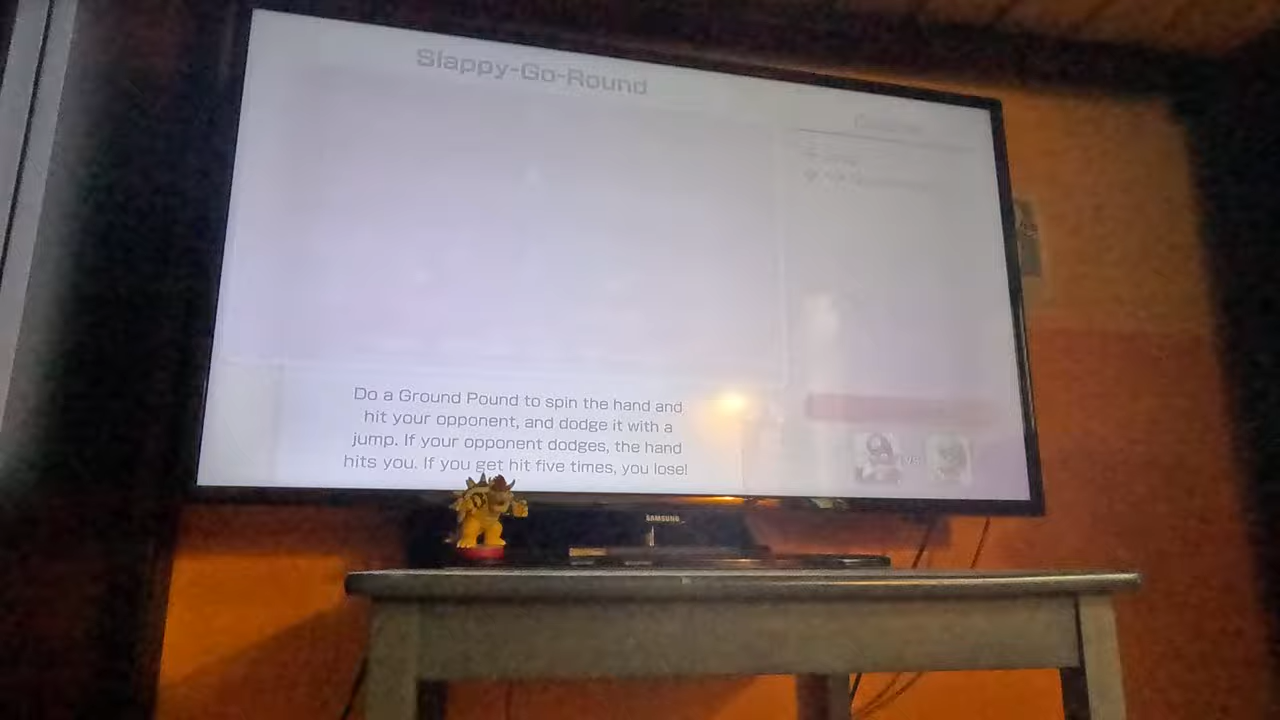 Slappy-Go-Round
Do a Ground Pound to spin the hand and
hit your opponent, and dodge it with a
jump. If your opponent dodges, the hand
hits you. If you get hit five times, you lose!
SAMSUNG